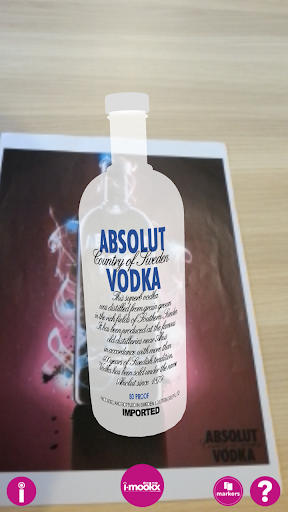 ABSOLUT
Country of Sweden
VODKA
This superb vodka
was distilled from grain grown
in the rich fields of Southern Sweden
It has been produced at the famous
old distilleries near Åhus
in accordance with more than
400 years of Swedish tradition.
Vodka has been sold under the name
Absolut since 1879.
80 PROOF
IMPORTED
ABSOLUT
VODKA
i
i-mookx
markers
?